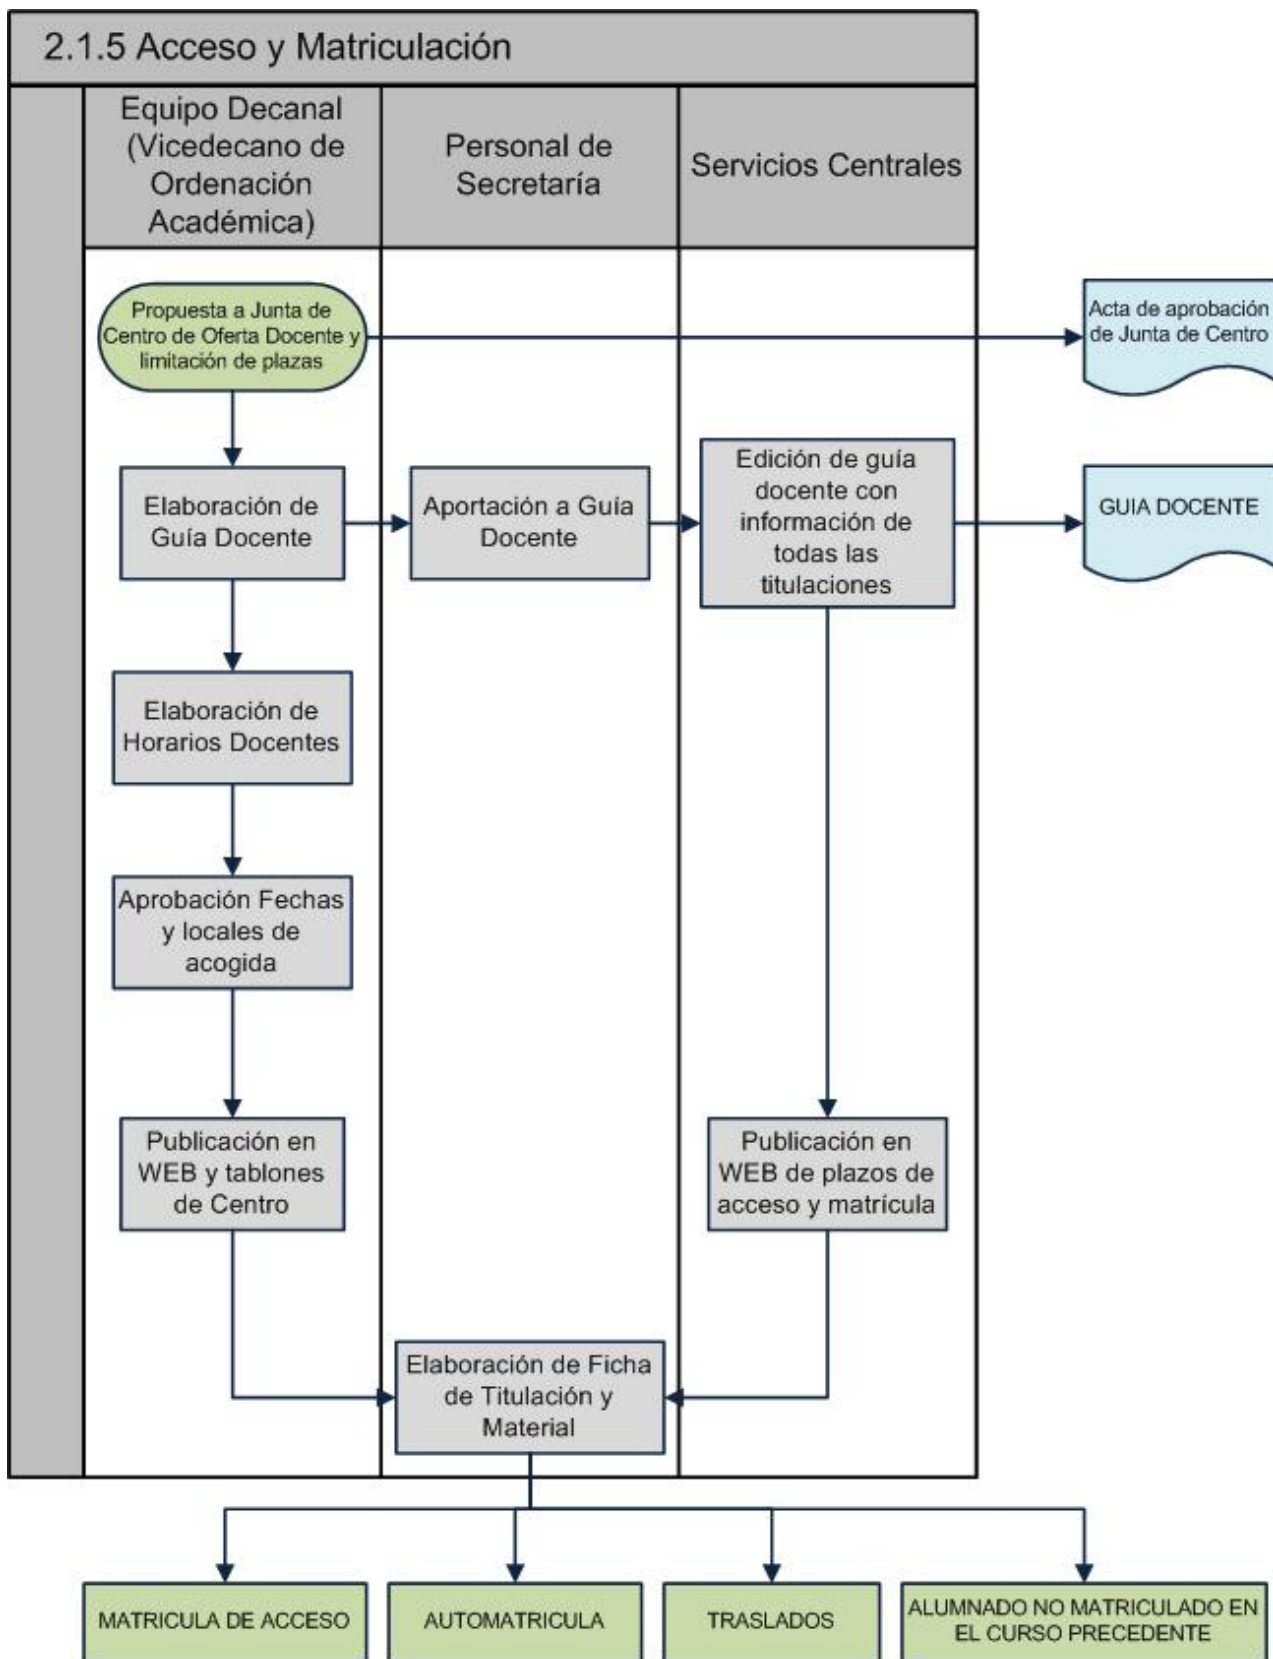 2.1.5 Acceso y Matriculación
Equipo Decanal
(Vicedecano de
Ordenación
Académica)
Personal de
Secretaría
Servicios Centrales
Propuesta a Junta de
Centro de Oferta Docente y
limitación de plazas
Acta de aprobación
de Junta de Centro
Elaboración de
Guía Docente
Aportación a Guía
Docente
Edición de guía
docente con
información de
todas las
titulaciones
GUIA DOCENTE
Elaboración de
Horarios Docentes
Aprobación Fechas
y locales de
acogida
Publicación en
WEB y tablones
de Centro
Publicación en
WEB de plazos de
acceso y matrícula
Elaboración de Ficha
de Titulación y
Material
MATRICULA DE ACCESO
AUTOMATRICULA
TRASLADOS
ALUMNADO NO MATRICULADO EN
EL CURSO PRECEDENTE